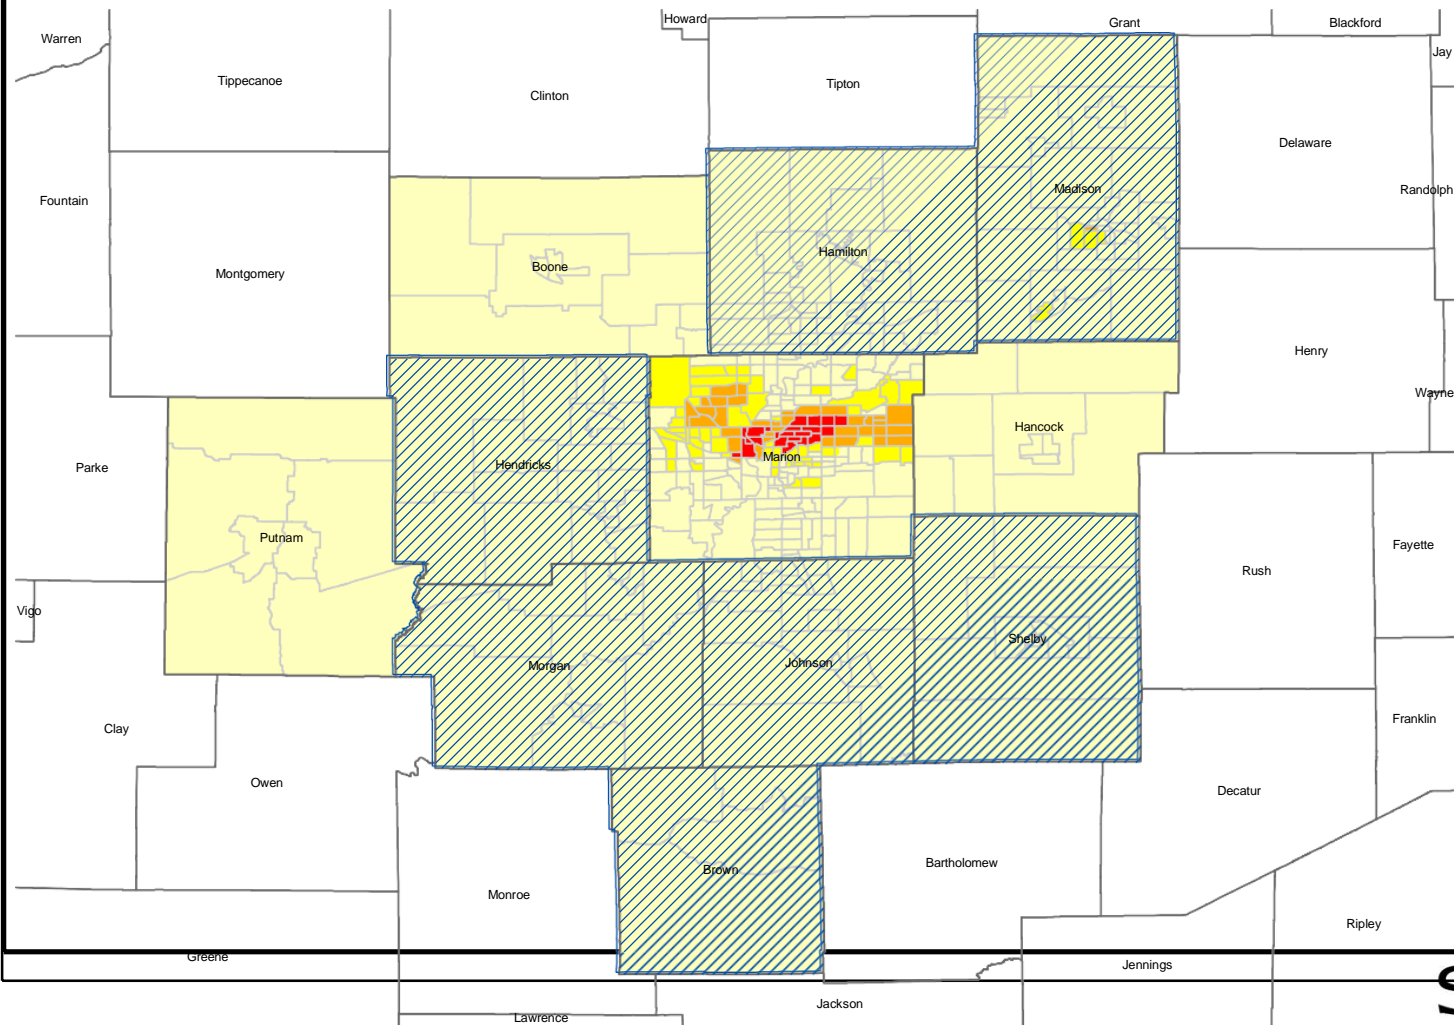 Howard
Grant
Blackford
Warren
Jay
Tippecanoe
Tipton
Clinton
Delaware
Madison
Randolph
Fountain
Hamilton
Boone
Montgomery
Henry
Wayne
Hancock
Marion
Hendricks
Parke
Putnam
Fayette
Rush
Vigo
Shelby
Johnson
Morgan
Franklin
Clay
Owen
Decatur
Bartholomew
Brown
Monroe
Ripley
Greene
Jennings
Jackson
Lawrence